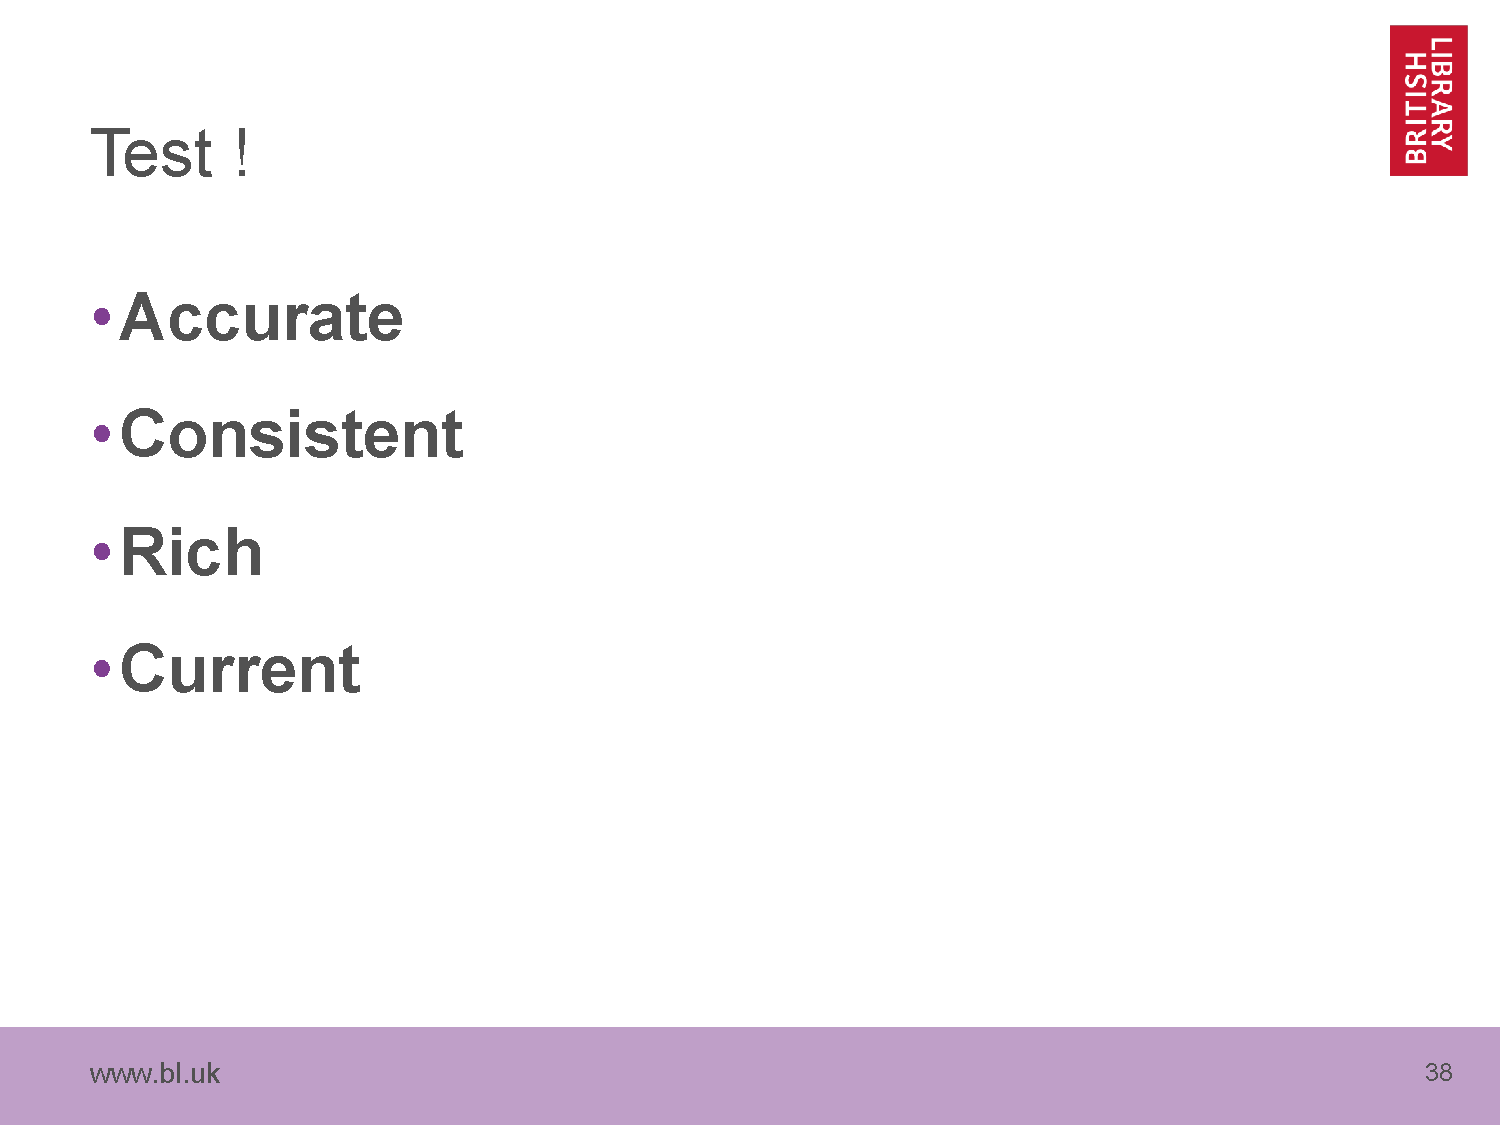 BRITISH
LIBRARY
Test !
•Accurate
•Consistent
•Rich
•Current
www.bl.uk
38